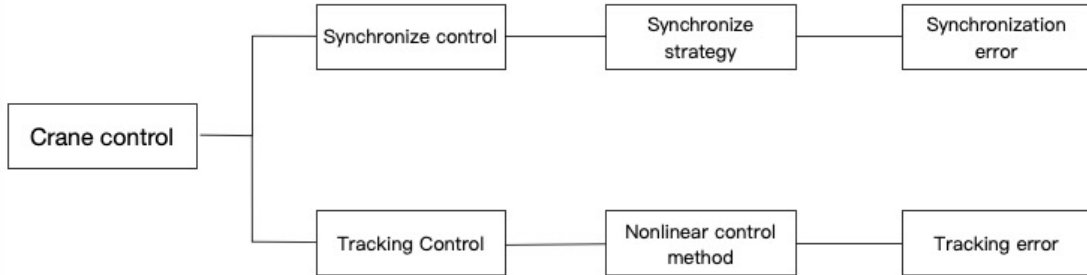 Synchronize control
Synchronize
strategy
Synchronization
error
Crane control
Tracking Control
Nonlinear control
method
Tracking error